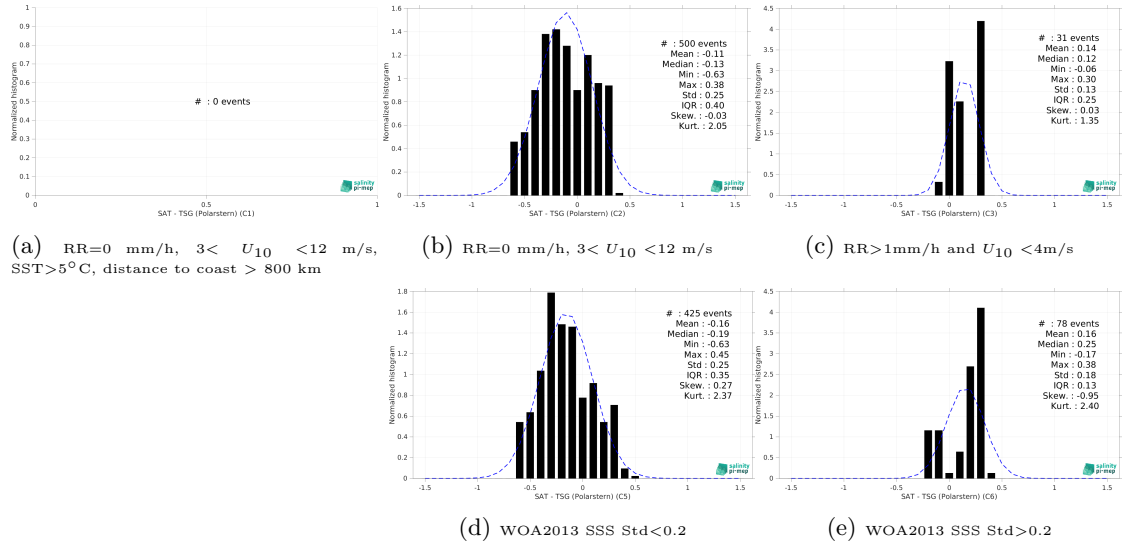 1
0.9
0.8
0.7
0.6
0.5
0.4
0.3
0.2
0.1
0
Normalized histogram
# : 0 events
0 0.5 1
SAT - TSG (Polarstern) (C1)
salinity
pi-mep
(a) RR=0 mm/h, 3< U10 <12 m/s,
SST>5°C, distance to coast > 800 km
1.6
1.4
1.2
1
0.8
0.6
0.4
0.2
0
Normalized histogram
# : 500 events
Mean : -0.11
Median : -0.13
Min : -0.63
Max : 0.38
Std : 0.25
IQR : 0.40
Skew. : -0.03
Kurt. : 2.05
-1.5 -1 -0.5 0 0.5 1 1.5
SAT - TSG (Polarstern) (C2)
salinity
pi-mep
(b) RR=0 mm/h, 3< U10 <12 m/s
4.5
4
3.5
3
2.5
2
1.5
1
0.5
0
Normalized histogram
# : 31 events
Mean : 0.14
Median : 0.12
Min : -0.06
Max : 0.30
Std : 0.13
IQR : 0.25
Skew. : 0.03
Kurt. : 1.35
-1.5 -1 -0.5 0 0.5 1 1.5
SAT - TSG (Polarstern) (C3)
salinity
pi-mep
(c) RR>1mm/h and U10 <4m/s
1.8
1.6
1.4
1.2
1
0.8
0.6
0.4
0.2
0
Normalized histogram
# : 425 events
Mean : -0.16
Median : -0.19
Min : -0.63
Max : 0.45
Std : 0.25
IQR : 0.35
Skew. : 0.27
Kurt. : 2.37
-1.5 -1 -0.5 0 0.5 1 1.5
SAT - TSG (Polarstern) (C5)
salinity
pi-mep
(d) WOA2013 SSS Std<0.2
4.5
4
3.5
3
2.5
2
1.5
1
0.5
0
Normalized histogram
# : 78 events
Mean : 0.16
Median : 0.25
Min : -0.17
Max : 0.38
Std : 0.18
IQR : 0.13
Skew. : -0.95
Kurt. : 2.40
-1.5 -1 -0.5 0 0.5 1 1.5
SAT - TSG (Polarstern) (C6)
salinity
pi-mep
(e) WOA2013 SSS Std>0.2